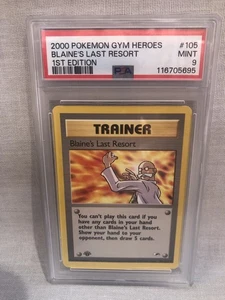 2000 POKEMON GYM HEROES #105
BLAINE'S LAST RESORT MINT
1ST EDITION 9
PSA 116705695
TRAINER
Blaine's Last Resort
You can't play this card if you
have any cards in your hand
other than Blaine's Last Resort.
Show your hand to your
opponent, then draw 5 cards.